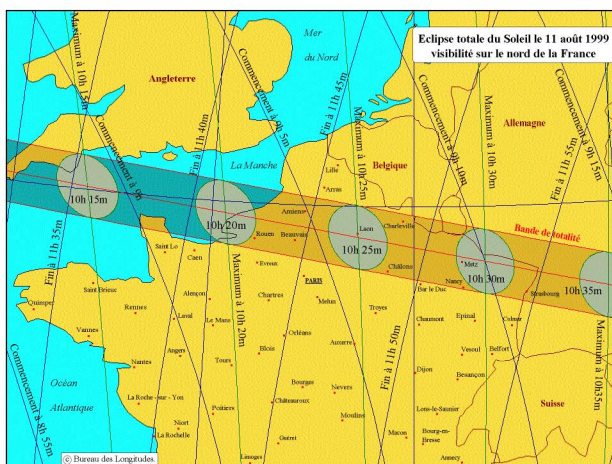 Eclipse totale du Soleil le 11 août 1999
visibilité sur le nord de la France
Mer
du Nord
Angleterre
Allemagne
Belgique
La Manche
Suisse
Océan
Atlantique
Bande de totalité
Maximum à 10h 15m
Commencement à 9h
Fin à 11h 35m
Fin à 11h 40m
Maximum à 10h 20m
Commencement à 9h 5m
Fin à 11h 45m
Maximum à 10h 25m
Fin à 11h 50m
Commencement à 9h 10m
Maximum à 10h 30m
Fin à 11h 55m
Commencement à 9h 15m
Maximum à 10h35m
Commencement à 8h 55m
10h 15m
10h 20m
10h 25m
10h 30m
10h 35m
Lille
Arras
Amiens
Rouen
Beauvais
Laon
Charleville
Saint Lo
Caen
Evreux
PARIS
Châlons
Metz
Nancy
Bar le Duc
Strasbourg
Saint Brieuc
Quimper
Rennes
Alençon
Chartres
Melun
Troyes
Chaumont
Epinal
Colmar
Vannes
Laval
Le Mans
Orléans
Auxerre
Vesoul
Belfort
Nantes
Angers
Tours
Blois
Dijon
Besançon
Bourges
Nevers
La Roche - sur - Yon
Poitiers
Châteauroux
Moulins
Lons-le-Saunier
Niort
La Rochelle
Guéret
Macon
Bourg-en-
Bresse
Limoges
Annecy
© Bureau des Longitudes.